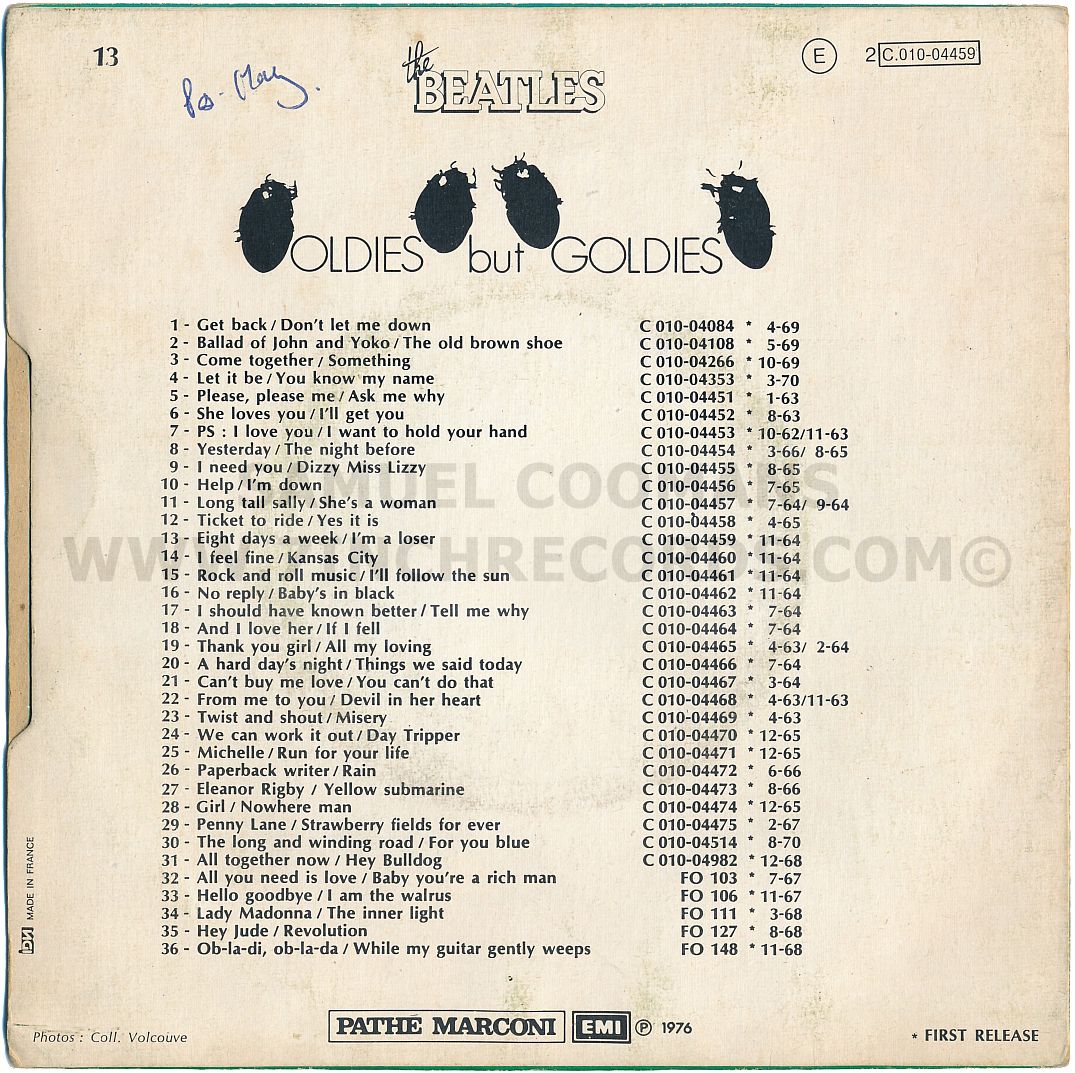 13
the
BEATLES
E 2 C.010-04459
OLDIES but GOLDIES
1 - Get back / Don't let me down C 010-04084 * 4-69
2 - Ballad of John and Yoko / The old brown shoe C 010-04108 * 5-69
3 - Come together / Something C 010-04266 * 10-69
4 - Let it be / You know my name C 010-04353 * 3-70
5 - Please, please me / Ask me why C 010-04451 * 1-63
6 - She loves you / I'll get you C 010-04452 * 8-63
7 - PS : I love you / I want to hold your hand C 010-04453 * 10-62/11-63
8 - Yesterday / The night before C 010-04454 * 3-66/ 8-65
9 - I need you / Dizzy Miss Lizzy C 010-04455 * 8-65
10 - Help / I'm down C 010-04456 * 7-65
11 - Long tall sally / She's a woman C 010-04457 * 7-64/ 9-64
12 - Ticket to ride / Yes it is C 010-04458 * 4-65
13 - Eight days a week / I'm a loser C 010-04459 * 11-64
14 - I feel fine / Kansas City C 010-04460 * 11-64
15 - Rock and roll music / I'll follow the sun C 010-04461 * 11-64
16 - No reply / Baby's in black C 010-04462 * 11-64
17 - I should have known better / Tell me why C 010-04463 * 7-64
18 - And I love her / If I fell C 010-04464 * 7-64
19 - Thank you girl / All my loving C 010-04465 * 4-63/ 2-64
20 - A hard day's night / Things we said today C 010-04466 * 7-64
21 - Can't buy me love / You can't do that C 010-04467 * 3-64
22 - From me to you / Devil in her heart C 010-04468 * 4-63/11-63
23 - Twist and shout / Misery C 010-04469 * 4-63
24 - We can work it out / Day Tripper C 010-04470 * 12-65
25 - Michelle / Run for your life C 010-04471 * 12-65
26 - Paperback writer / Rain C 010-04472 * 6-66
27 - Eleanor Rigby / Yellow submarine C 010-04473 * 8-66
28 - Girl / Nowhere man C 010-04474 * 12-65
29 - Penny Lane / Strawberry fields for ever C 010-04475 * 2-67
30 - The long and winding road / For you blue C 010-04514 * 8-70
31 - All together now / Hey Bulldog C 010-04982 * 12-68
32 - All you need is love / Baby you're a rich man FO 103 * 7-67
33 - Hello goodbye / I am the walrus FO 106 * 11-67
34 - Lady Madonna / The inner light FO 111 * 3-68
35 - Hey Jude / Revolution FO 127 * 8-68
36 - Ob-la-di, ob-la-da / While my guitar gently weeps FO 148 * 11-68
MADE IN FRANCE
Photos : Coll. Volcouve
PATHE MARCONI EMI ℗ 1976
* FIRST RELEASE